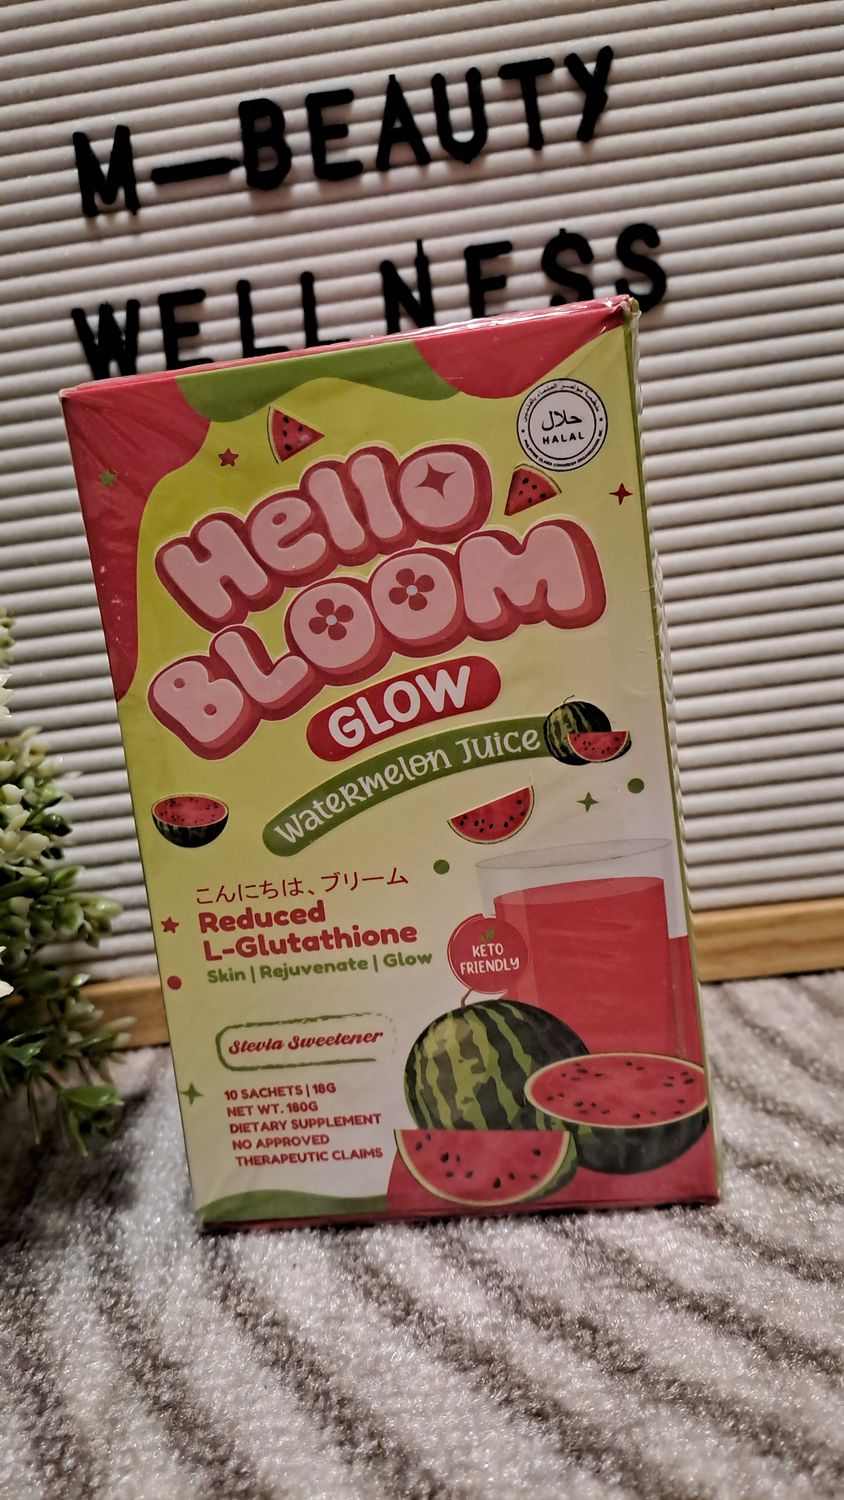 M-BEAUTY
WELLNESS
حلال
HALAL
Hello
BLOOM
GLOW
Watermelon Juice
こんにちは、ブリーム
Reduced
L-Glutathione
Skin | Rejuvenate | Glow
KETO
FRIENDLY
Stevia Sweetener
10 SACHETS | 18G
NET WT. 180G
DIETARY SUPPLEMENT
NO APPROVED
THERAPEUTIC CLAIMS